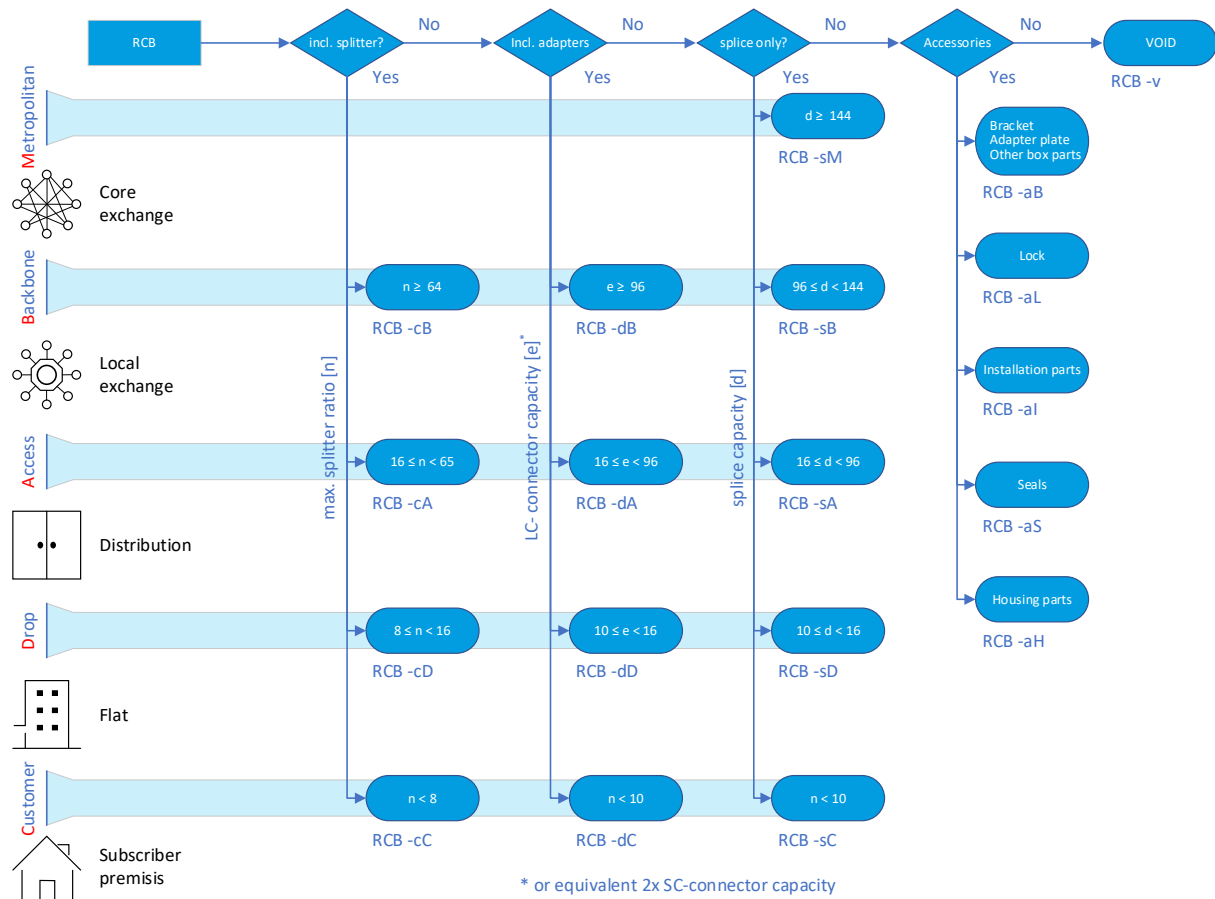 RCB
incl. splitter?
No
Incl. adapters
No
splice only?
No
Accessories
No
VOID
Yes
Yes
Yes
Yes
RCB -v
Metropolitan
d ≥ 144
RCB -sM
Bracket
Adapter plate
Other box parts
RCB -aB
Core
exchange
Lock
RCB -aL
Backbone
n ≥ 64
e ≥ 96
96 ≤ d < 144
RCB -cB
RCB -dB
RCB -sB
max. splitter ratio [n]
LC- connector capacity [e]*
splice capacity [d]
Local
exchange
Installation parts
RCB -aI
Access
16 ≤ n < 65
16 ≤ e < 96
16 ≤ d < 96
RCB -cA
RCB -dA
RCB -sA
Seals
RCB -aS
Distribution
Housing parts
RCB -aH
Drop
8 ≤ n < 16
10 ≤ e < 16
10 ≤ d < 16
RCB -cD
RCB -dD
RCB -sD
Flat
Customer
n < 8
n < 10
n < 10
RCB -cC
RCB -dC
RCB -sC
Subscriber
premisis
* or equivalent 2x SC-connector capacity